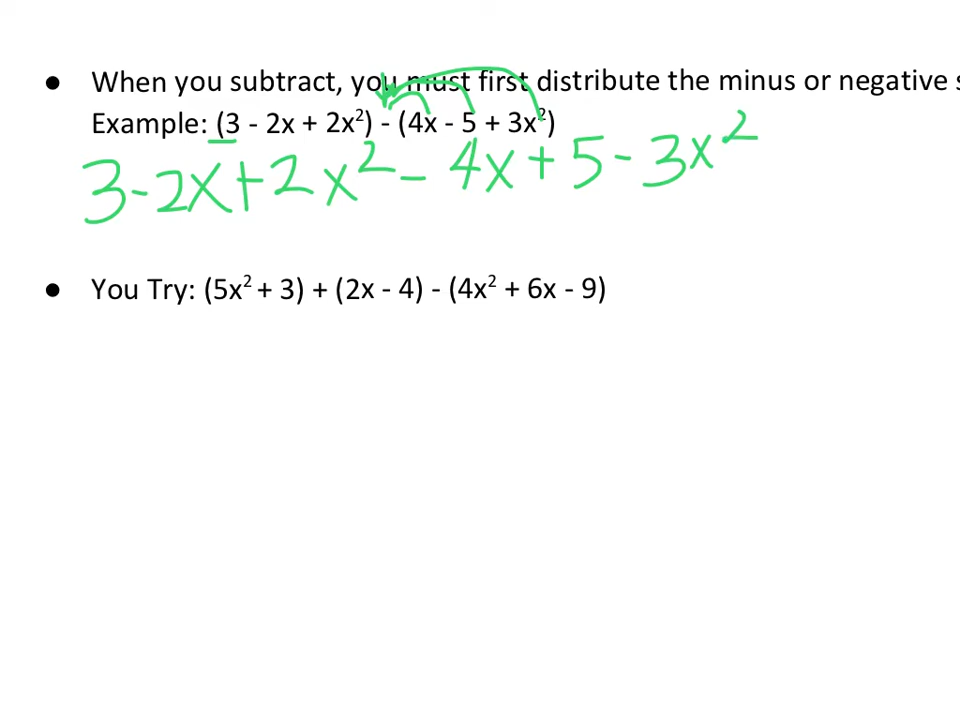 ● When you subtract, you must first distribute the minus or negative s
Example: (3 - 2x + 2x²) - (4x - 5 + 3x²)
3 - 2x + 2x² - 4x + 5 - 3x²
● You Try: (5x² + 3) + (2x - 4) - (4x² + 6x - 9)